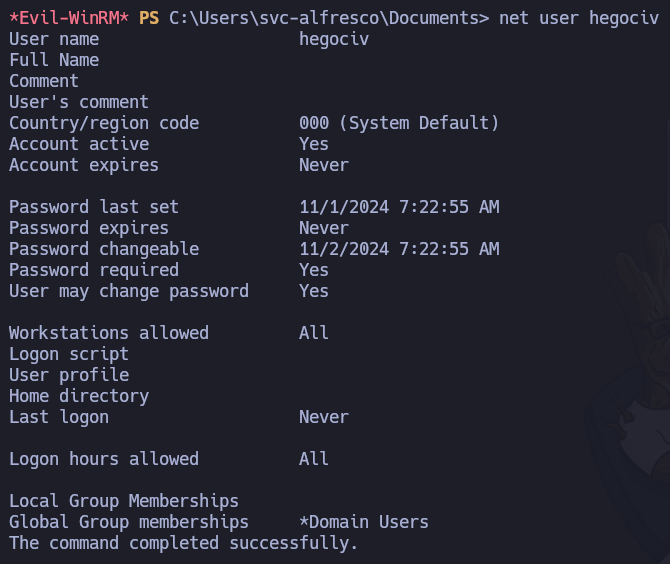 *Evil-WinRM* PS C:\Users\svc-alfresco\Documents> net user hegociv
User name                    hegociv
Full Name
Comment
User's comment
Country/region code          000 (System Default)
Account active               Yes
Account expires              Never

Password last set            11/1/2024 7:22:55 AM
Password expires             Never
Password changeable          11/2/2024 7:22:55 AM
Password required            Yes
User may change password     Yes

Workstations allowed         All
Logon script
User profile
Home directory
Last logon                   Never

Logon hours allowed          All

Local Group Memberships
Global Group memberships     *Domain Users
The command completed successfully.